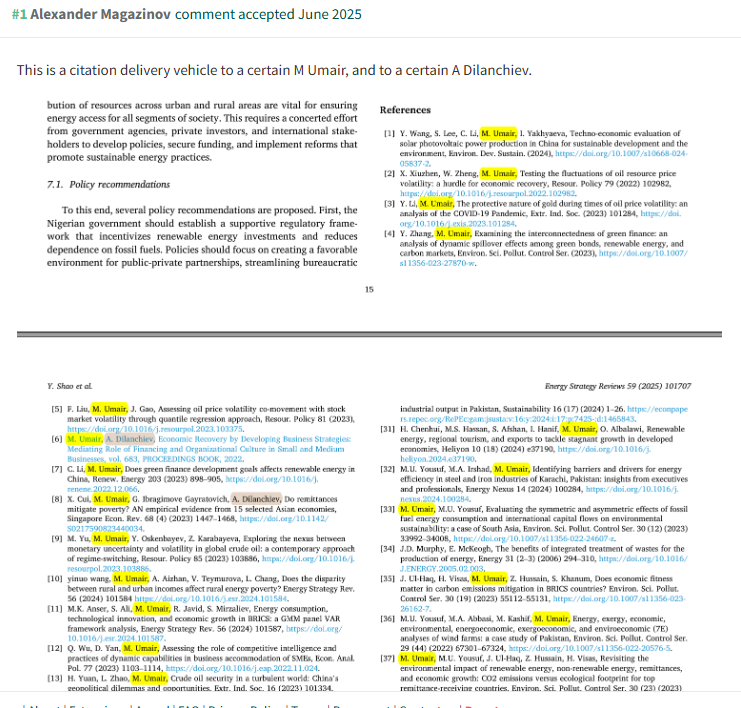 #1 Alexander Magazinov comment accepted June 2025
This is a citation delivery vehicle to a certain M Umair, and to a certain A Dilanchiev.
bution of resources across urban and rural areas are vital for ensuring
energy access for all segments of society. This requires a concerted effort
from government agencies, private investors, and international stake-
holders to develop policies, secure funding, and implement reforms that
promote sustainable energy practices.
7.1. Policy recommendations
To this end, several policy recommendations are proposed. First, the
Nigerian government should establish a supportive regulatory frame-
work that incentivizes renewable energy investments and reduces
dependence on fossil fuels. Policies should focus on creating a favorable
environment for public-private partnerships, streamlining bureaucratic
References
[1] Y. Wang, S. Lee, C. Li, M. Umair, I. Yakhyaeva, Techno-economic evaluation of
solar photovoltaic power production in China for sustainable development and the
environment, Environ. Dev. Sustain. (2024), https://doi.org/10.1007/s10668-024-
05837-2.
[2] X. Xiuzhen, W. Zheng, M. Umair, Testing the fluctuations of oil resource price
volatility: a hurdle for economic recovery, Resour. Policy 79 (2022) 102982,
https://doi.org/10.1016/j.resourpol.2022.102982.
[3] Y. Li, M. Umair, The protective nature of gold during times of oil price volatility: an
analysis of the COVID-19 Pandemic, Extr. Ind. Soc. (2023) 101284, https://doi.
org/10.1016/j.exis.2023.101284.
[4] Y. Zhang, M. Umair, Examining the interconnectedness of green finance: an
analysis of dynamic spillover effects among green bonds, renewable energy, and
carbon markets, Environ. Sci. Pollut. Control Ser. (2023), https://doi.org/10.1007/
s11356-023-27870-w.
15
Y. Shao et al.
Energy Strategy Reviews 59 (2025) 101707
[5] F. Liu, M. Umair, J. Gao, Assessing oil price volatility co-movement with stock
market volatility through quantile regression approach, Resour. Policy 81 (2023),
https://doi.org/10.1016/j.resourpol.2023.103375.
[6] M. Umair, A. Dilanchiev, Economic Recovery by Developing Business Strategies:
Mediating Role of Financing and Organizational Culture in Small and Medium
Businesses, vol. 683, PROCEEDINGS BOOK, 2022.
[7] C. Li, M. Umair, Does green finance development goals affects renewable energy in
China, Renew. Energy 203 (2023) 898–905, https://doi.org/10.1016/j.
renene.2022.12.066.
[8] X. Cui, M. Umair, G. Ibragimove Gayratovich, A. Dilanchiev, Do remittances
mitigate poverty? AN empirical evidence from 15 selected Asian economies,
Singapore Econ. Rev. 68 (4) (2023) 1447–1468, https://doi.org/10.1142/
S0217590823440034.
[9] M. Yu, M. Umair, Y. Oskenbayev, Z. Karabayeva, Exploring the nexus between
monetary uncertainty and volatility in global crude oil: a contemporary approach
of regime-switching, Resour. Policy 85 (2023) 103886, https://doi.org/10.1016/j.
resourpol.2023.103886.
[10] yinuo wang, M. Umair, A. Aizhan, V. Teymurova, L. Chang, Does the disparity
between rural and urban incomes affect rural energy poverty? Energy Strategy Rev.
56 (2024) 101584 https://doi.org/10.1016/j.esr.2024.101584.
[11] M.K. Anser, S. Ali, M. Umair, R. Javid, S. Mirzaliev, Energy consumption,
technological innovation, and economic growth in BRICS: a GMM panel VAR
framework analysis, Energy Strategy Rev. 56 (2024) 101587, https://doi.org/
10.1016/j.esr.2024.101587.
[12] Q. Wu, D. Yan, M. Umair, Assessing the role of competitive intelligence and
practices of dynamic capabilities in business accommodation of SMEs, Econ. Anal.
Pol. 77 (2023) 1103–1114, https://doi.org/10.1016/j.eap.2022.11.024.
[13] H. Yuan, L. Zhao, M. Umair, Crude oil security in a turbulent world: China's
geopolitical dilemmas and opportunities, Extr. Ind. Soc. 16 (2023) 101334,
industrial output in Pakistan, Sustainability 16 (17) (2024) 1–26. https://econpape
rs.repec.org/RePEc:gam:jsusta:v:16:y:2024:i:17:p:7425-:d:1465843.
[31] H. Chenhui, M.S. Hassan, S. Afshan, I. Hanif, M. Umair, O. Albalawi, Renewable
energy, regional tourism, and exports to tackle stagnant growth in developed
economies, Heliyon 10 (18) (2024) e37190, https://doi.org/10.1016/j.
heliyon.2024.e37190.
[32] M.U. Yousuf, M.A. Irshad, M. Umair, Identifying barriers and drivers for energy
efficiency in steel and iron industries of Karachi, Pakistan: insights from executives
and professionals, Energy Nexus 14 (2024) 100284, https://doi.org/10.1016/j.
nexus.2024.100284.
[33] M. Umair, M.U. Yousuf, Evaluating the symmetric and asymmetric effects of fossil
fuel energy consumption and international capital flows on environmental
sustainability: a case of South Asia, Environ. Sci. Pollut. Control Ser. 30 (12) (2023)
33992–34008, https://doi.org/10.1007/s11356-022-24607-z.
[34] J.D. Murphy, E. McKeogh, The benefits of integrated treatment of wastes for the
production of energy, Energy 31 (2–3) (2006) 294–310, https://doi.org/10.1016/
J.ENERGY.2005.02.003.
[35] J. Ul-Haq, H. Visas, M. Umair, Z. Hussain, S. Khanum, Does economic fitness
matter in carbon emissions mitigation in BRICS countries? Environ. Sci. Pollut.
Control Ser. 30 (19) (2023) 55112–55131, https://doi.org/10.1007/s11356-023-
26162-7.
[36] M.U. Yousuf, M.A. Abbasi, M. Kashif, M. Umair, Energy, exergy, economic,
environmental, energoeconomic, exergoeconomic, and enviroeconomic (7E)
analyses of wind farms: a case study of Pakistan, Environ. Sci. Pollut. Control Ser.
29 (44) (2022) 67301–67324, https://doi.org/10.1007/s11356-022-20576-5.
[37] M. Umair, M.U. Yousuf, J. Ul-Haq, Z. Hussain, H. Visas, Revisiting the
environmental impact of renewable energy, non-renewable energy, remittances,
and economic growth: CO2 emissions versus ecological footprint for top
remittance-receiving countries, Environ. Sci. Pollut. Control Ser. 30 (23) (2023)